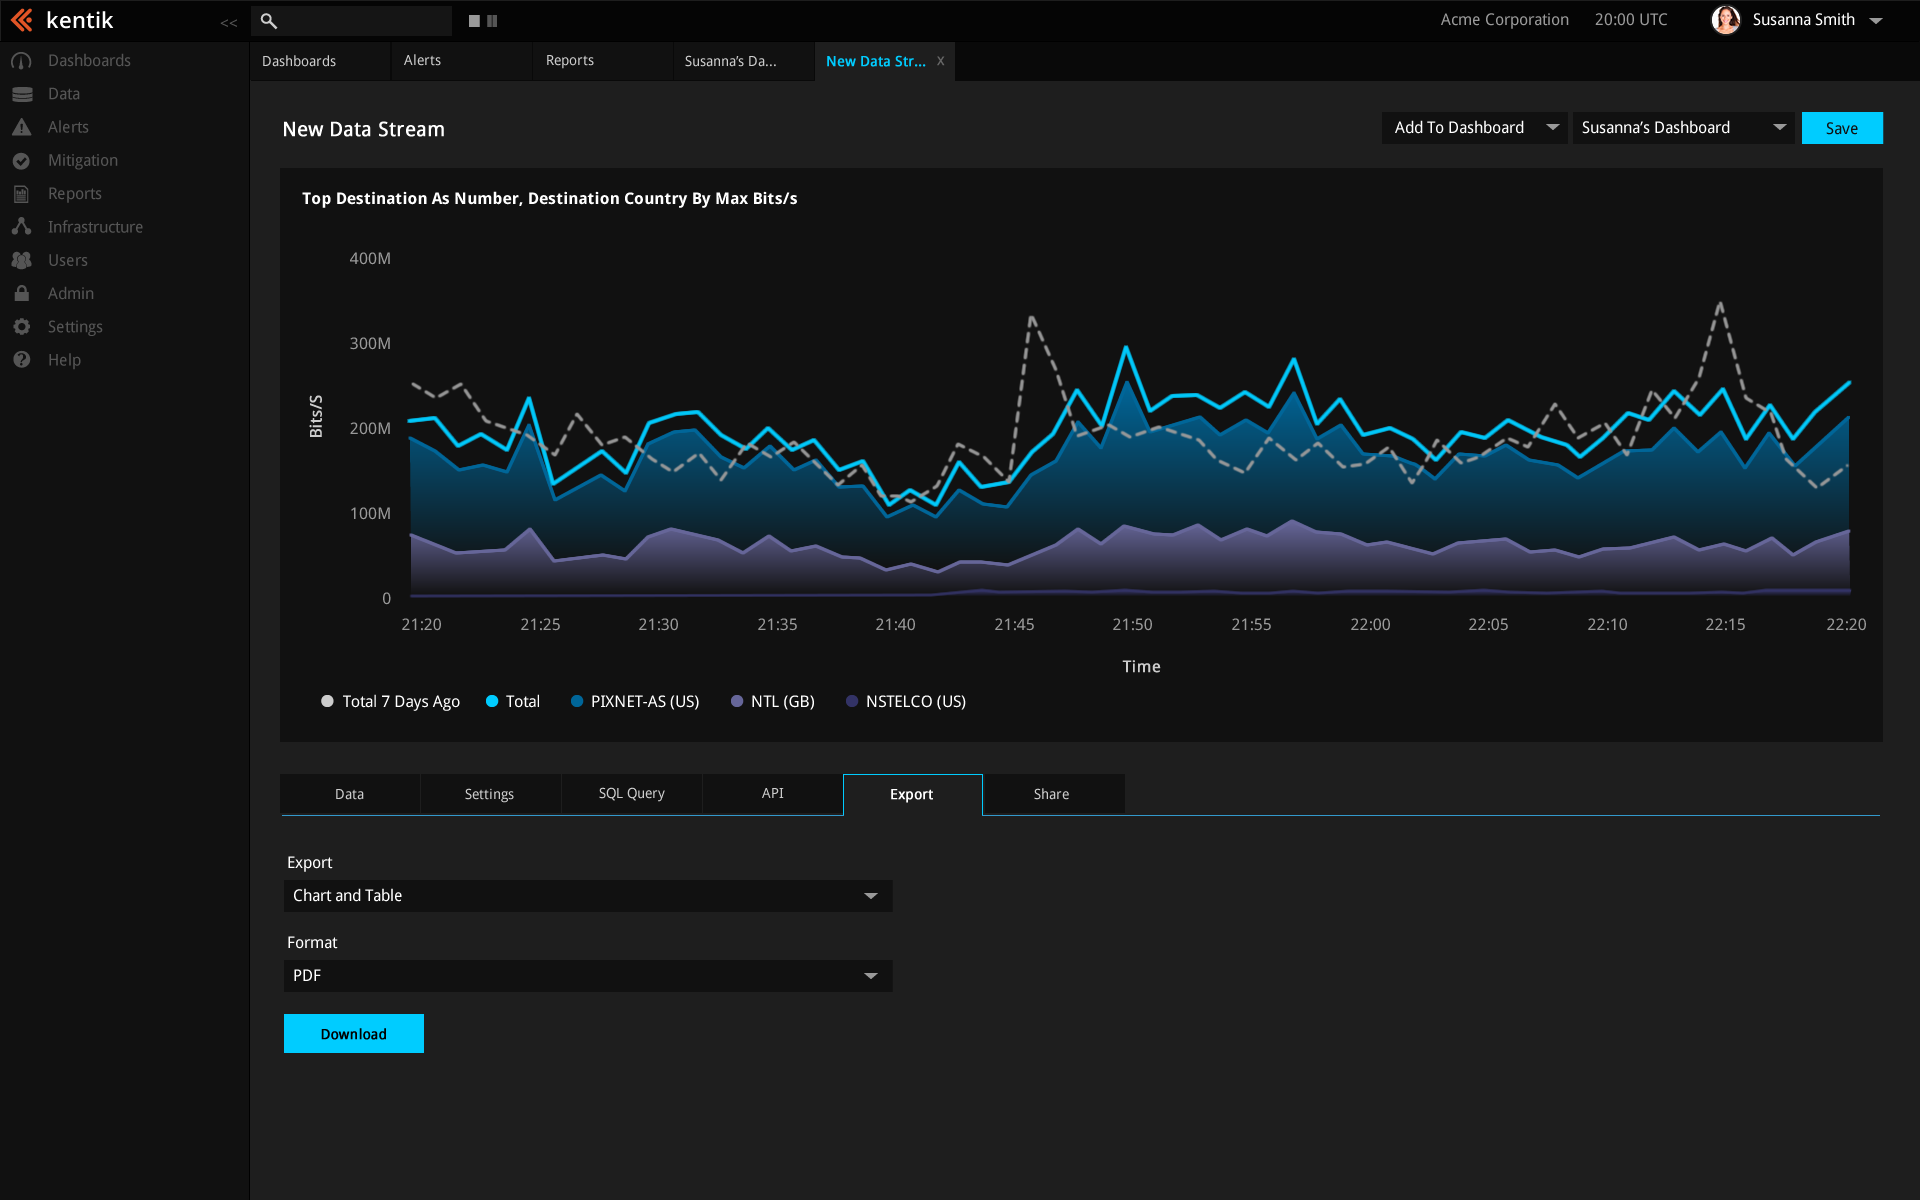 kentik
<<
Acme Corporation 20:00 UTC Susanna Smith
Dashboards
Data
Alerts
Mitigation
Reports
Infrastructure
Users
Admin
Settings
Help
Dashboards Alerts Reports Susanna’s Da... New Data Str... X
New Data Stream
Add To Dashboard Susanna’s Dashboard Save
Top Destination As Number, Destination Country By Max Bits/s
400M
300M
200M
100M
0
Bits/S
21:20 21:25 21:30 21:35 21:40 21:45 21:50 21:55 22:00 22:05 22:10 22:15 22:20
Time
Total 7 Days Ago Total PIXNET-AS (US) NTL (GB) NSTELCO (US)
Data Settings SQL Query API Export Share
Export
Chart and Table
Format
PDF
Download